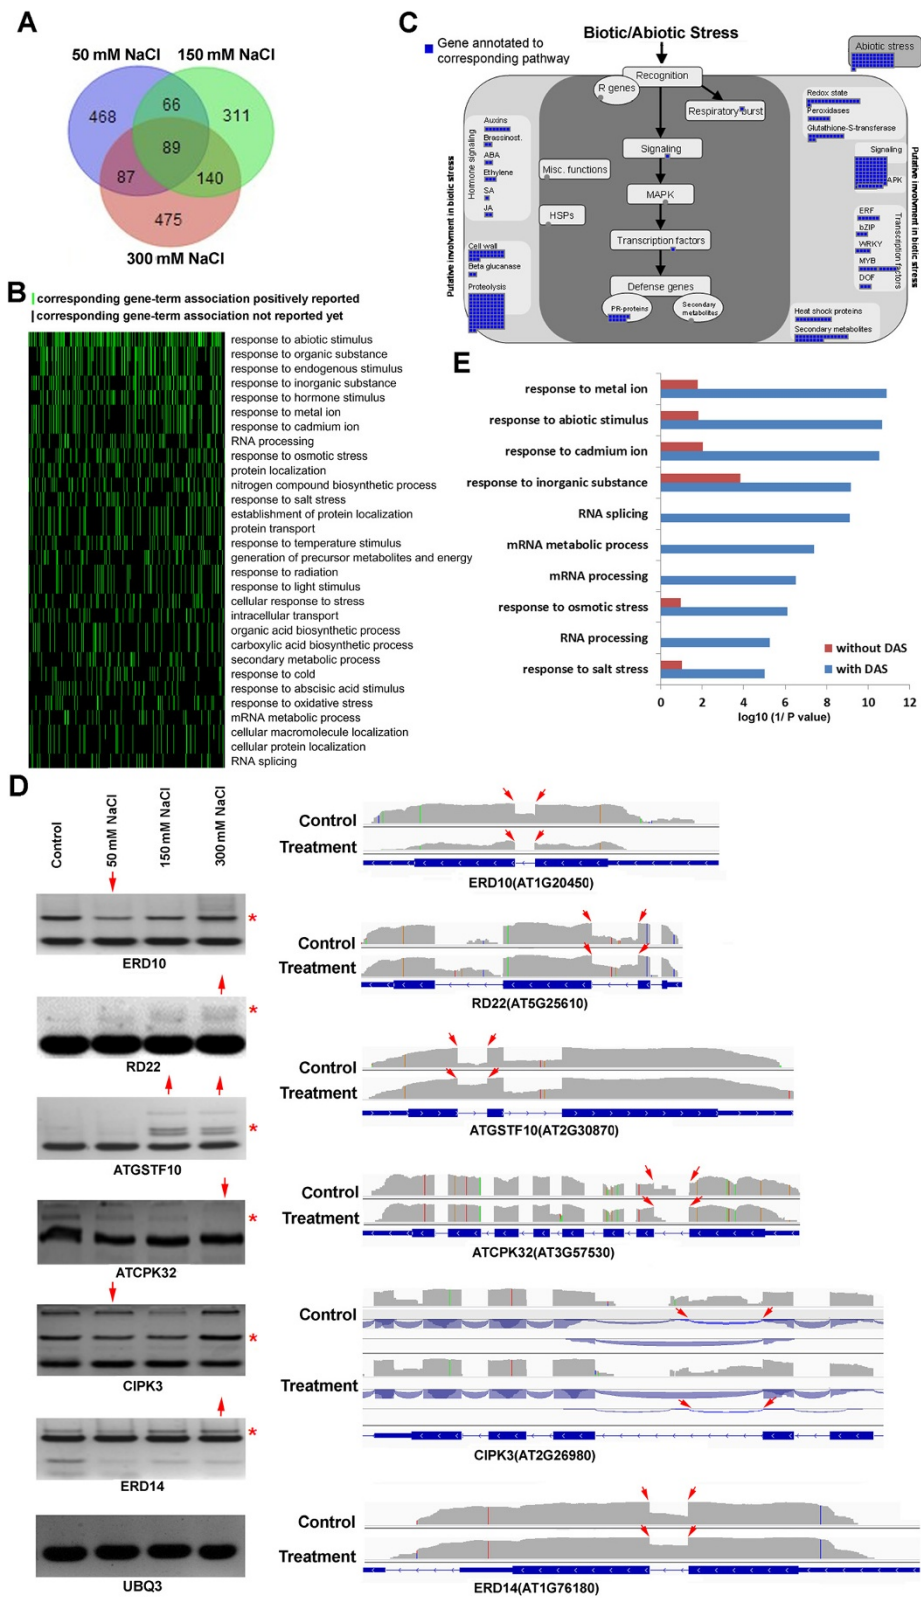 A
50 mM NaCl 150 mM NaCl
468
66
311
89
87
140
475
300 mM NaCl
B
corresponding gene-term association positively reported
corresponding gene-term association not reported yet
response to abiotic stimulus
response to organic substance
response to endogenous stimulus
response to inorganic substance
response to hormone stimulus
response to metal ion
response to cadmium ion
RNA processing
response to osmotic stress
protein localization
nitrogen compound biosynthetic process
response to salt stress
establishment of protein localization
protein transport
response to temperature stimulus
generation of precursor metabolites and energy
response to radiation
response to light stimulus
cellular response to stress
intracellular transport
organic acid biosynthetic process
carboxylic acid biosynthetic process
secondary metabolic process
response to cold
response to abscisic acid stimulus
response to oxidative stress
mRNA metabolic process
cellular macromolecule localization
cellular protein localization
RNA splicing
C
Gene annotated to
corresponding pathway
Biotic/Abiotic Stress
Abiotic stress
Recognition
R genes
Respiratory burst
Signaling
Misc. functions
MAPK
HSPs
Transcription factors
Defense genes
PR-proteins
Secondary
metabolites
Putative involvment in biotic stress
Hormone signaling
Auxins
Brassinost.
ABA
Ethylene
SA
JA
Cell wall
Beta glucanase
Proteolysis
Redox state
Peroxidases
Glutathione-S-transferase
Signaling
APK
ERF
bZIP
WRKY
MYB
DOF
Transcription factors
Heat shock proteins
Secondary metabolites
Putative involvment in biotic stress
E
response to metal ion
response to abiotic stimulus
response to cadmium ion
response to inorganic substance
RNA splicing
mRNA metabolic process
mRNA processing
response to osmotic stress
RNA processing
response to salt stress
without DAS
with DAS
0 2 4 6 8 10 12
log10 (1/ P value)
D
Control
50 mM NaCl
150 mM NaCl
300 mM NaCl
*
ERD10
*
RD22
*
ATGSTF10
*
ATCPK32
*
CIPK3
*
ERD14
UBQ3
Control
Treatment
ERD10(AT1G20450)
Control
Treatment
RD22(AT5G25610)
Control
Treatment
ATGSTF10(AT2G30870)
Control
Treatment
ATCPK32(AT3G57530)
Control
Treatment
CIPK3(AT2G26980)
Control
Treatment
ERD14(AT1G76180)